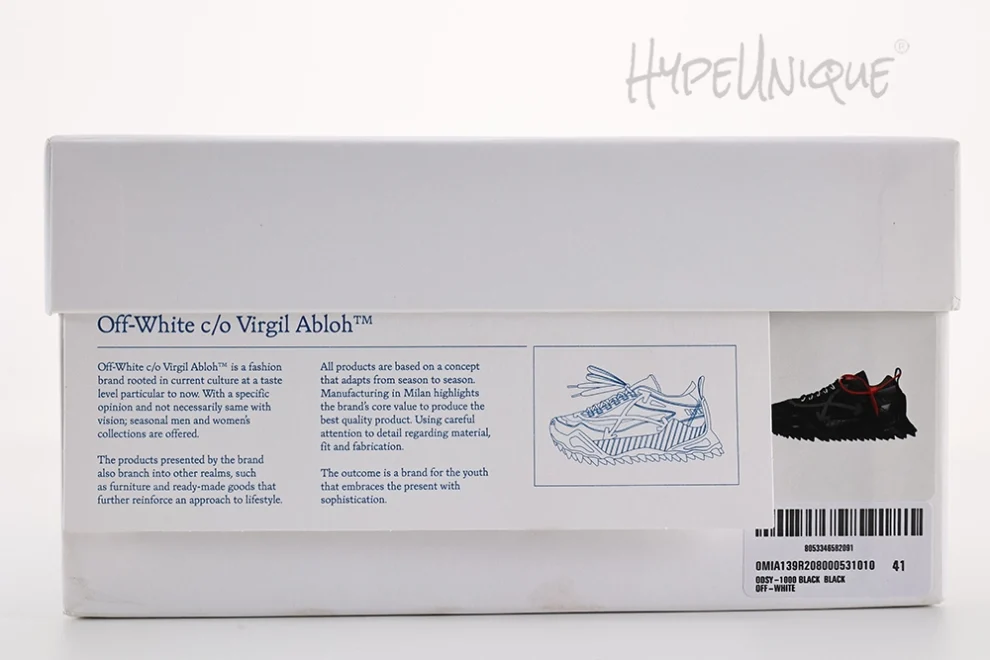 HYPEUNIQUE®
Off-White c/o Virgil Abloh™
Off-White c/o Virgil Abloh™ is a fashion
brand rooted in current culture at a taste
level particular to now. With a specific
opinion and not necessarily same with
vision; seasonal men and women's
collections are offered.
The products presented by the brand
also branch into other realms, such
as furniture and ready-made goods that
further reinforce an approach to lifestyle.
All products are based on a concept
that adapts from season to season.
Manufacturing in Milan highlights
the brand's core value to produce the
best quality product. Using careful
attention to detail regarding material,
fit and fabrication.
The outcome is a brand for the youth
that embraces the present with
sophistication.
8053346582091
OMIA139R208000531010 41
ODSY-1000 BLACK BLACK
OFF-WHITE